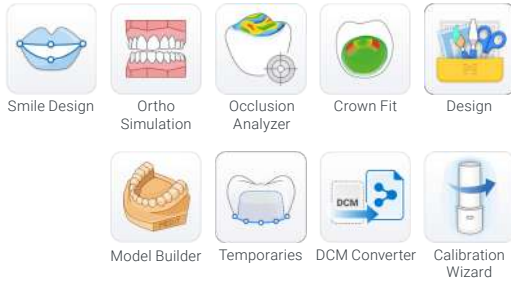 Smile Design
Ortho
Simulation
Occlusion
Analyzer
Crown Fit
Design
DCM
Model Builder
Temporaries
DCM Converter
Calibration
Wizard